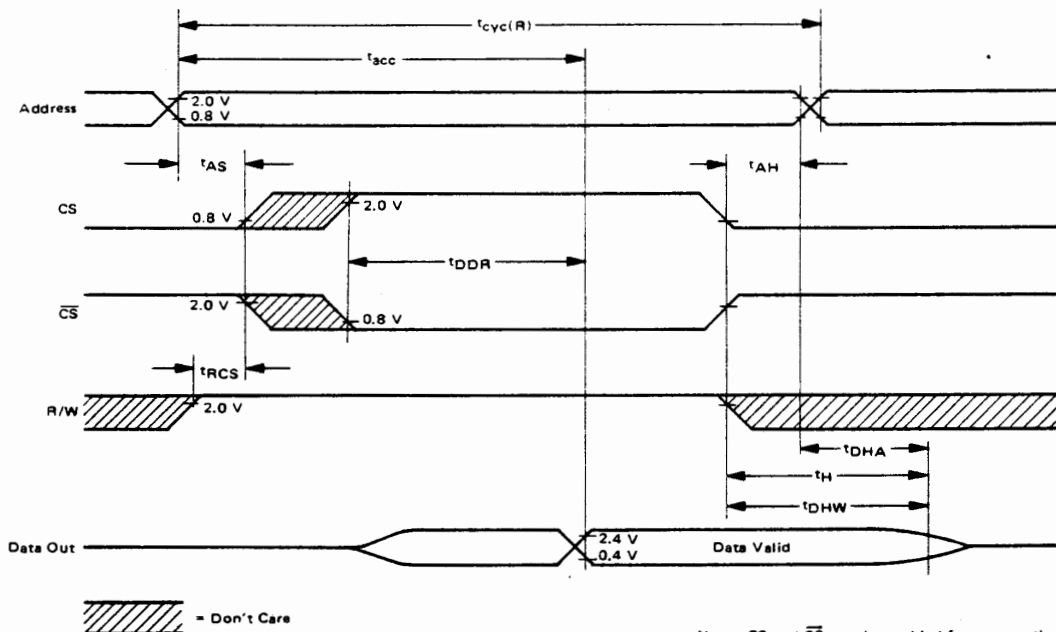 tcyc(R)
tacc
Address
2.0 V
0.8 V
tAS
tAH
CS
0.8 V
2.0 V
tDDR
CS
2.0 V
0.8 V
tRCS
R/W
2.0 V
tDHA
tH
tDHW
Data Out
2.4 V
0.4 V
Data Valid
= Don't Care